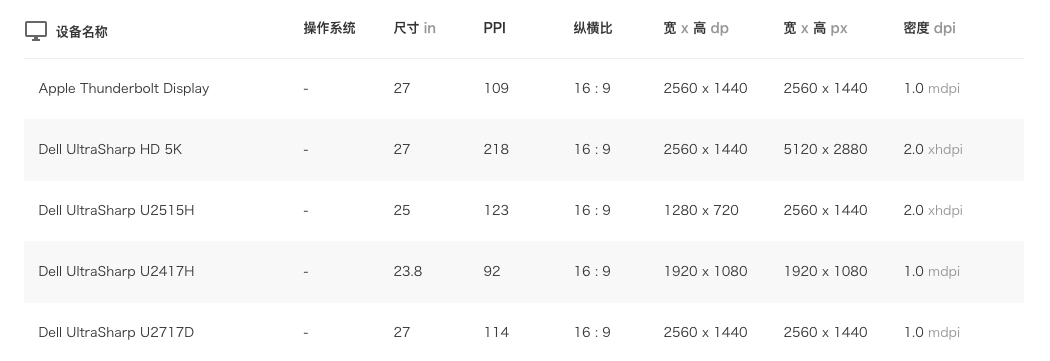 设备名称 操作系统 尺寸 in PPI 纵横比 宽 x 高 dp 宽 x 高 px 密度 dpi
Apple Thunderbolt Display - 27 109 16 : 9 2560 x 1440 2560 x 1440 1.0 mdpi
Dell UltraSharp HD 5K - 27 218 16 : 9 2560 x 1440 5120 x 2880 2.0 xhdpi
Dell UltraSharp U2515H - 25 123 16 : 9 1280 x 720 2560 x 1440 2.0 xhdpi
Dell UltraSharp U2417H - 23.8 92 16 : 9 1920 x 1080 1920 x 1080 1.0 mdpi
Dell UltraSharp U2717D - 27 114 16 : 9 2560 x 1440 2560 x 1440 1.0 mdpi